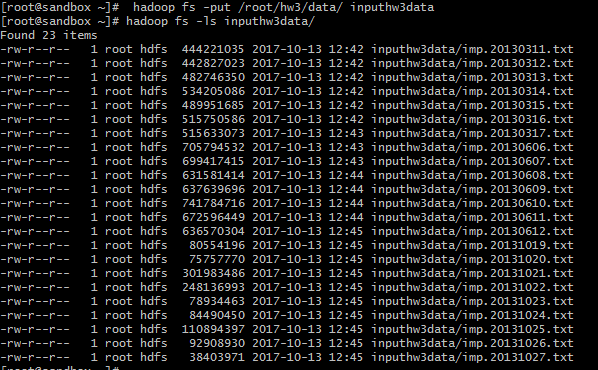 [root@sandbox ~]#  hadoop fs -put /root/hw3/data/ inputhw3data
[root@sandbox ~]# hadoop fs -ls inputhw3data/
Found 23 items
-rw-r--r--   1 root hdfs  444221035 2017-10-13 12:42 inputhw3data/imp.20130311.txt
-rw-r--r--   1 root hdfs  442827023 2017-10-13 12:42 inputhw3data/imp.20130312.txt
-rw-r--r--   1 root hdfs  482746350 2017-10-13 12:42 inputhw3data/imp.20130313.txt
-rw-r--r--   1 root hdfs  534205086 2017-10-13 12:42 inputhw3data/imp.20130314.txt
-rw-r--r--   1 root hdfs  489951685 2017-10-13 12:42 inputhw3data/imp.20130315.txt
-rw-r--r--   1 root hdfs  515750586 2017-10-13 12:42 inputhw3data/imp.20130316.txt
-rw-r--r--   1 root hdfs  515633073 2017-10-13 12:43 inputhw3data/imp.20130317.txt
-rw-r--r--   1 root hdfs  705794532 2017-10-13 12:43 inputhw3data/imp.20130606.txt
-rw-r--r--   1 root hdfs  699417415 2017-10-13 12:43 inputhw3data/imp.20130607.txt
-rw-r--r--   1 root hdfs  631581414 2017-10-13 12:44 inputhw3data/imp.20130608.txt
-rw-r--r--   1 root hdfs  637639696 2017-10-13 12:44 inputhw3data/imp.20130609.txt
-rw-r--r--   1 root hdfs  741784716 2017-10-13 12:44 inputhw3data/imp.20130610.txt
-rw-r--r--   1 root hdfs  672596449 2017-10-13 12:44 inputhw3data/imp.20130611.txt
-rw-r--r--   1 root hdfs  636570304 2017-10-13 12:45 inputhw3data/imp.20130612.txt
-rw-r--r--   1 root hdfs   80554196 2017-10-13 12:45 inputhw3data/imp.20131019.txt
-rw-r--r--   1 root hdfs   75757770 2017-10-13 12:45 inputhw3data/imp.20131020.txt
-rw-r--r--   1 root hdfs  301983486 2017-10-13 12:45 inputhw3data/imp.20131021.txt
-rw-r--r--   1 root hdfs  248136993 2017-10-13 12:45 inputhw3data/imp.20131022.txt
-rw-r--r--   1 root hdfs   78934463 2017-10-13 12:45 inputhw3data/imp.20131023.txt
-rw-r--r--   1 root hdfs   84490450 2017-10-13 12:45 inputhw3data/imp.20131024.txt
-rw-r--r--   1 root hdfs  110894397 2017-10-13 12:45 inputhw3data/imp.20131025.txt
-rw-r--r--   1 root hdfs   92908930 2017-10-13 12:45 inputhw3data/imp.20131026.txt
-rw-r--r--   1 root hdfs   38403971 2017-10-13 12:45 inputhw3data/imp.20131027.txt
[root@sandbox ~]#